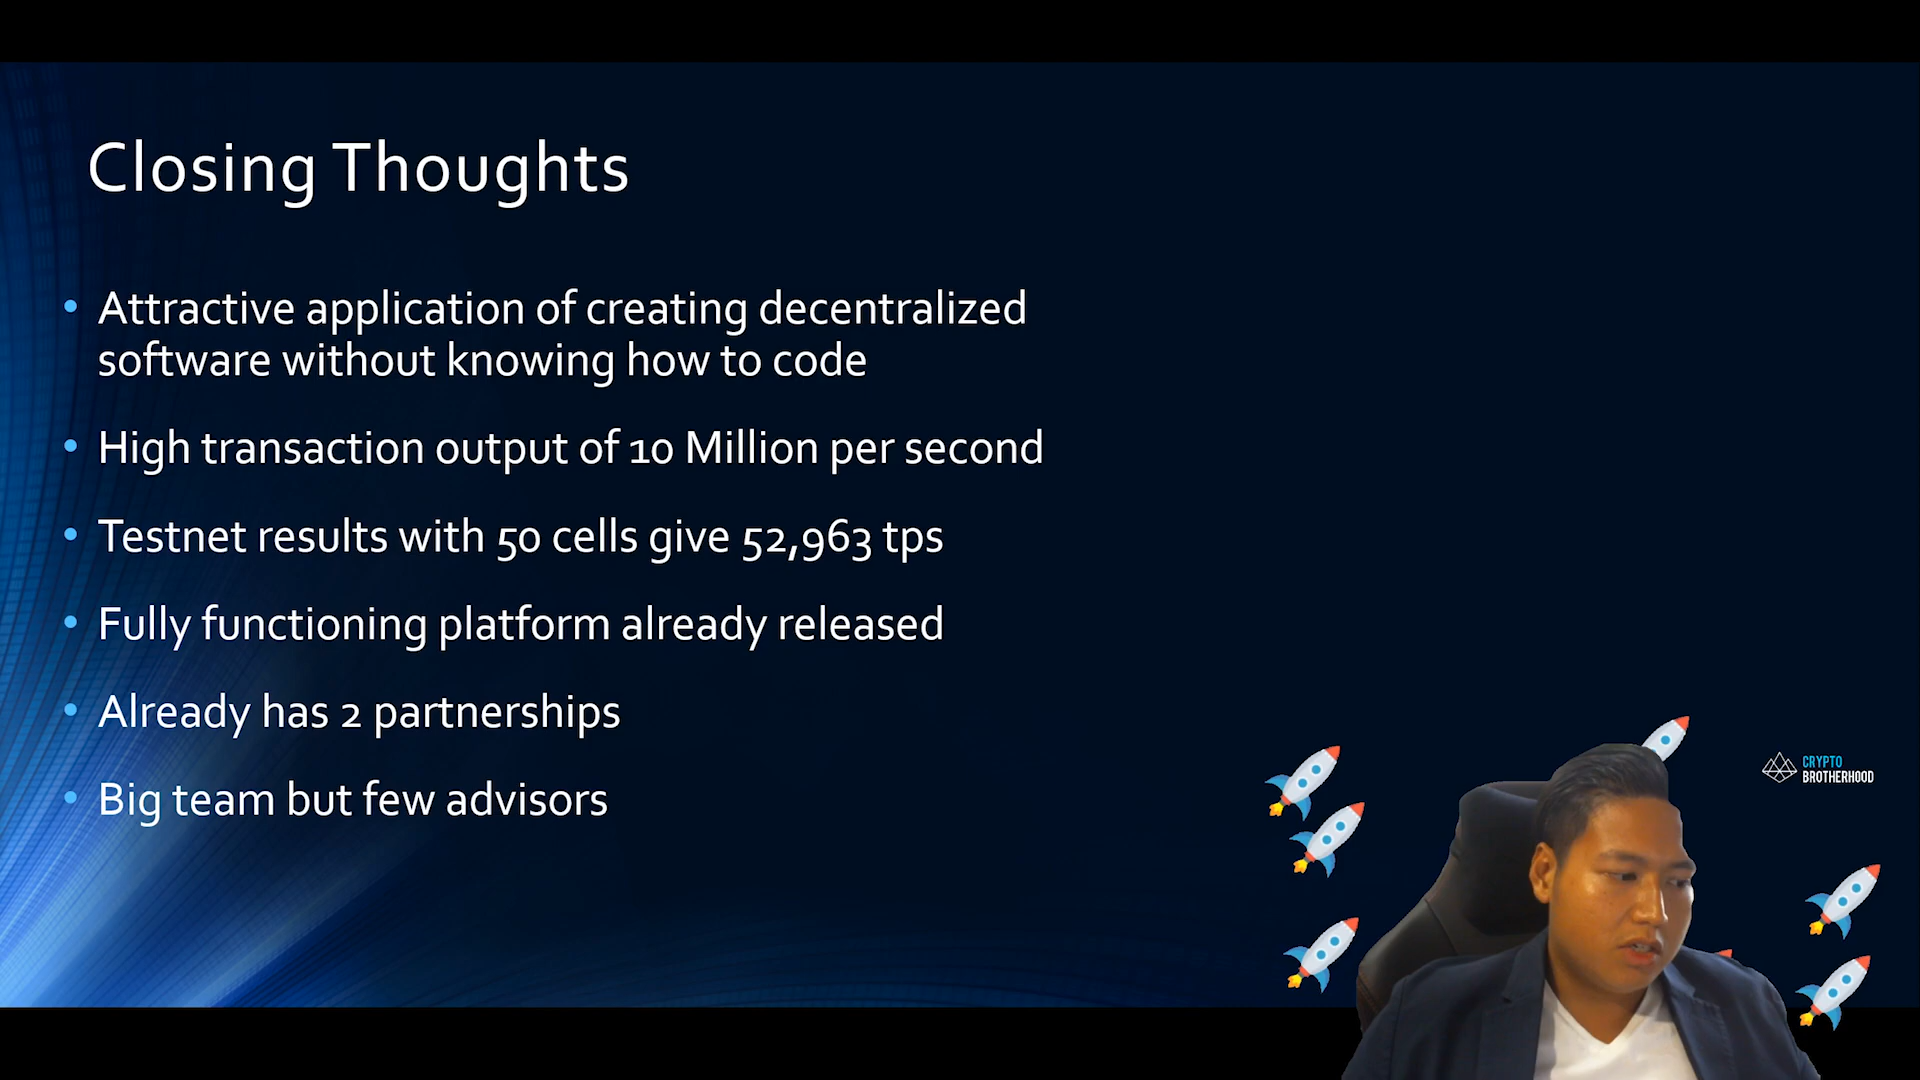 Closing Thoughts
• Attractive application of creating decentralized
software without knowing how to code
• High transaction output of 10 Million per second
• Testnet results with 50 cells give 52,963 tps
• Fully functioning platform already released
• Already has 2 partnerships
• Big team but few advisors
CRYPTO
BROTHERHOOD